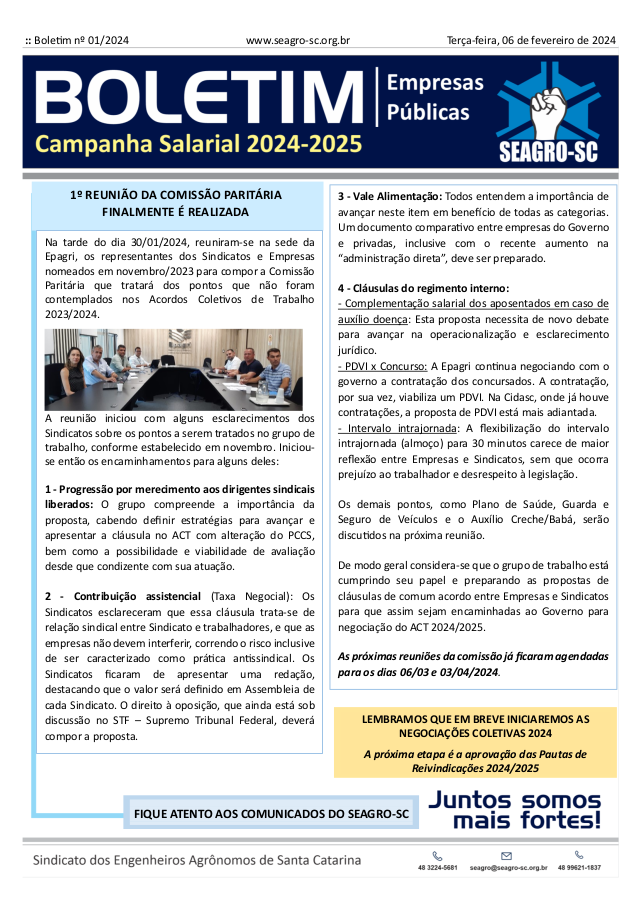 :: Boletim nº 01/2024
www.seagro-sc.org.br
Terça-feira, 06 de fevereiro de 2024
BOLETIM
Empresas
Públicas
Campanha Salarial 2024-2025
SEAGRO-SC
1º REUNIÃO DA COMISSÃO PARITÁRIA
FINALMENTE É REALIZADA
Na tarde do dia 30/01/2024, reuniram-se na sede da
Epagri, os representantes dos Sindicatos e Empresas
nomeados em novembro/2023 para compor a Comissão
Paritária que tratará dos pontos que não foram
contemplados nos Acordos Coletivos de Trabalho
2023/2024.
A reunião iniciou com alguns esclarecimentos dos
Sindicatos sobre os pontos a serem tratados no grupo de
trabalho, conforme estabelecido em novembro. Iniciou-
se então os encaminhamentos para alguns deles:
1 - Progressão por merecimento aos dirigentes sindicais
liberados: O grupo compreende a importância da
proposta, cabendo definir estratégias para avançar e
apresentar a cláusula no ACT com alteração do PCCS,
bem como a possibilidade e viabilidade de avaliação
desde que condizente com sua atuação.
2 - Contribuição assistencial (Taxa Negocial): Os
Sindicatos esclareceram que essa cláusula trata-se de
relação sindical entre Sindicato e trabalhadores, e que as
empresas não devem interferir, correndo o risco inclusive
de ser caracterizado como prática antissindical. Os
Sindicatos ficaram de apresentar uma redação,
destacando que o valor será definido em Assembleia de
cada Sindicato. O direito à oposição, que ainda está sob
discussão no STF – Supremo Tribunal Federal, deverá
compor a proposta.
3 - Vale Alimentação: Todos entendem a importância de
avançar neste item em benefício de todas as categorias.
Um documento comparativo entre empresas do Governo
e privadas, inclusive com o recente aumento na
“administração direta”, deve ser preparado.
4 - Cláusulas do regimento interno:
- Complementação salarial dos aposentados em caso de
auxílio doença: Esta proposta necessita de novo debate
para avançar na operacionalização e esclarecimento
jurídico.
- PDVI x Concurso: A Epagri continua negociando com o
governo a contratação dos concursados. A contratação,
por sua vez, viabiliza um PDVI. Na Cidasc, onde já houve
contratações, a proposta de PDVI está mais adiantada.
- Intervalo intrajornada: A flexibilização do intervalo
intrajornada (almoço) para 30 minutos carece de maior
reflexão entre Empresas e Sindicatos, sem que ocorra
prejuízo ao trabalhador e desrespeito à legislação.
Os demais pontos, como Plano de Saúde, Guarda e
Seguro de Veículos e o Auxílio Creche/Babá, serão
discutidos na próxima reunião.
De modo geral considera-se que o grupo de trabalho está
cumprindo seu papel e preparando as propostas de
cláusulas de comum acordo entre Empresas e Sindicatos
para que assim sejam encaminhadas ao Governo para
negociação do ACT 2024/2025.
As próximas reuniões da comissão já ficaram agendadas
para os dias 06/03 e 03/04/2024.
LEMBRAMOS QUE EM BREVE INICIAREMOS AS
NEGOCIAÇÕES COLETIVAS 2024
A próxima etapa é a aprovação das Pautas de
Reivindicações 2024/2025
FIQUE ATENTO AOS COMUNICADOS DO SEAGRO-SC
Juntos somos
mais fortes!
Sindicato dos Engenheiros Agrônomos de Santa Catarina
48 3224-5681
seagro@seagro-sc.org.br
48 99621-1837